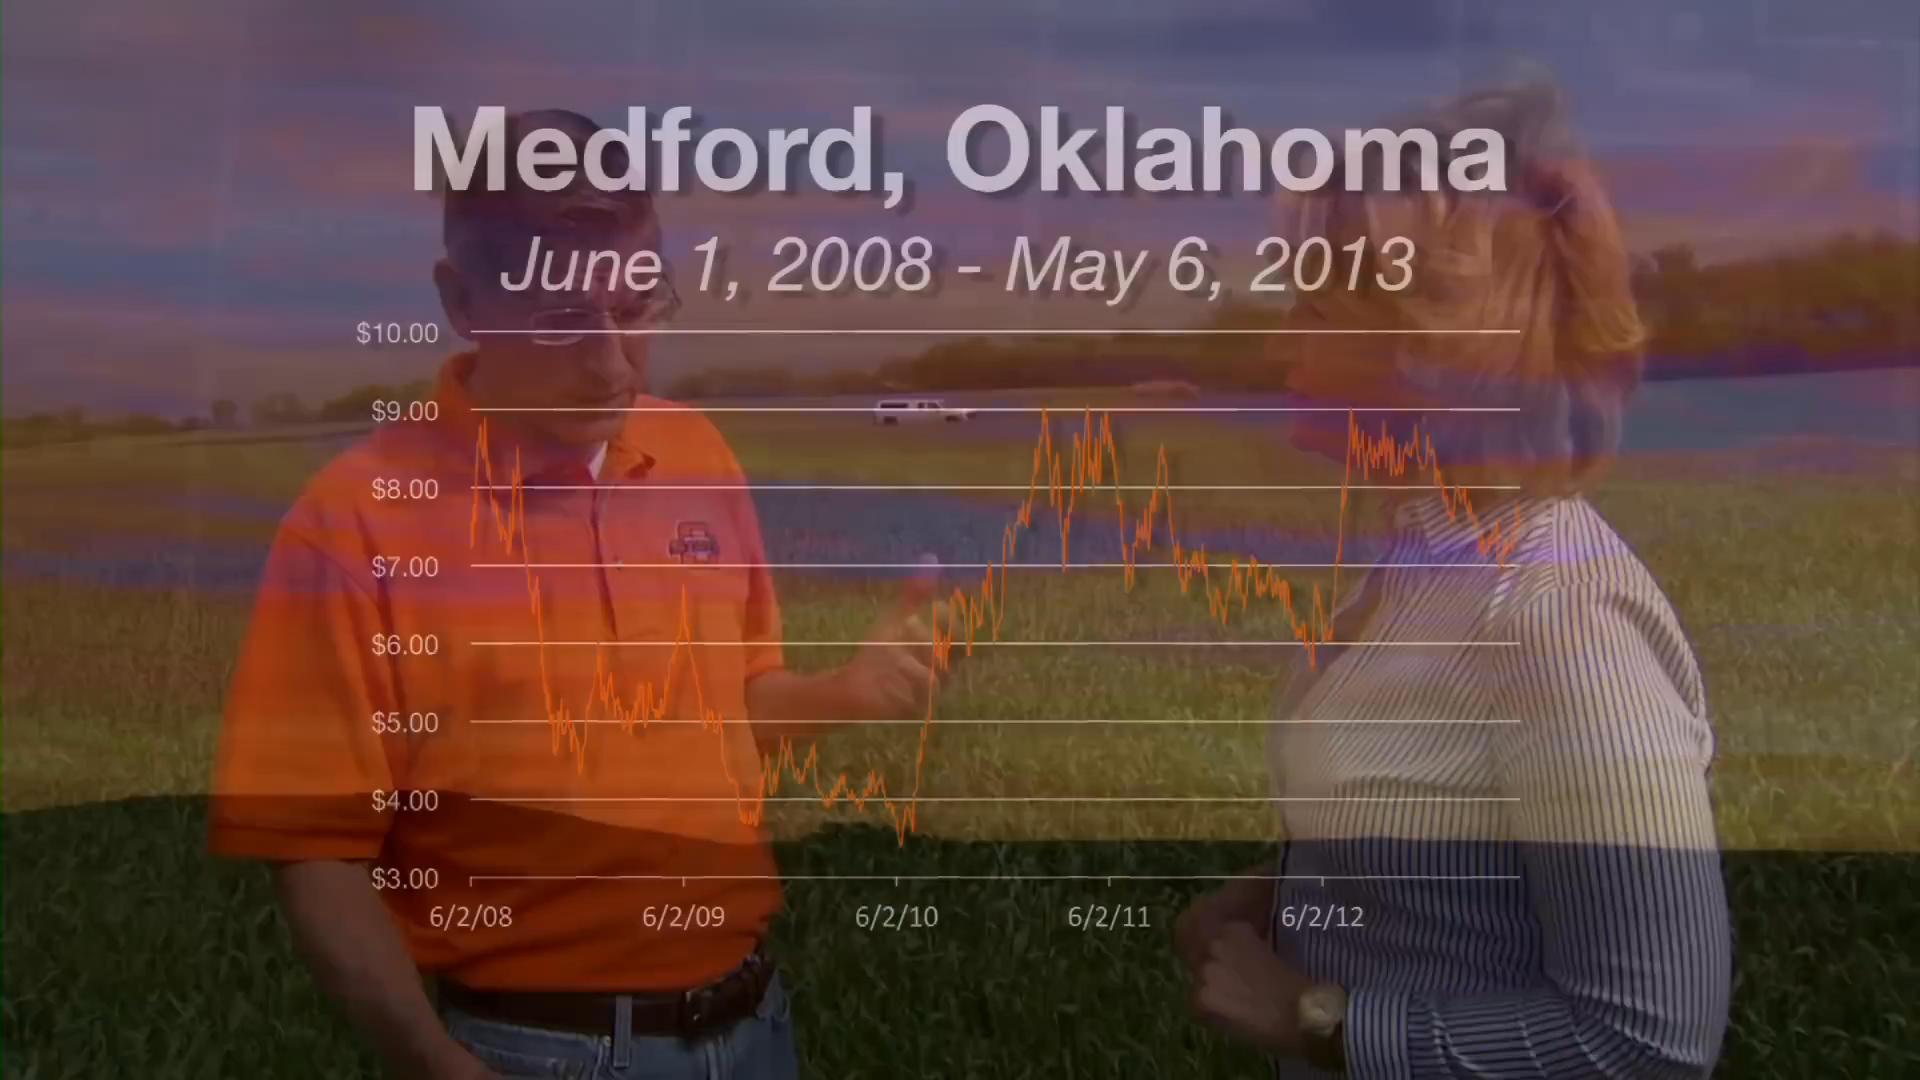 Medford, Oklahoma
June 1, 2008 - May 6, 2013
$10.00
$9.00
$8.00
$7.00
$6.00
$5.00
$4.00
$3.00
6/2/08 6/2/09 6/2/10 6/2/11 6/2/12